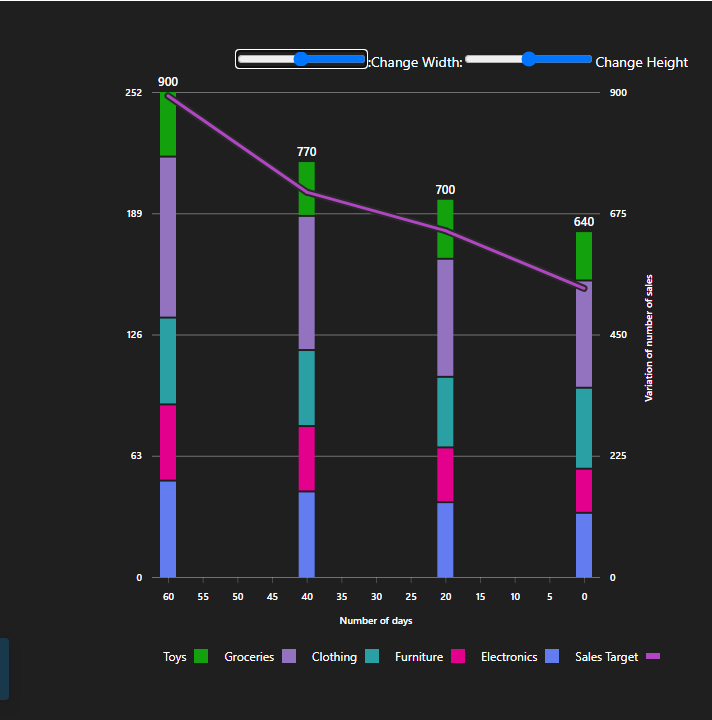 :Change Width: Change Height
900
252 900
770
700
189 675
640
126 450
Variation of number of sales
63 225
0 0
60 55 50 45 40 35 30 25 20 15 10 5 0
Number of days
Toys Groceries Clothing Furniture Electronics Sales Target